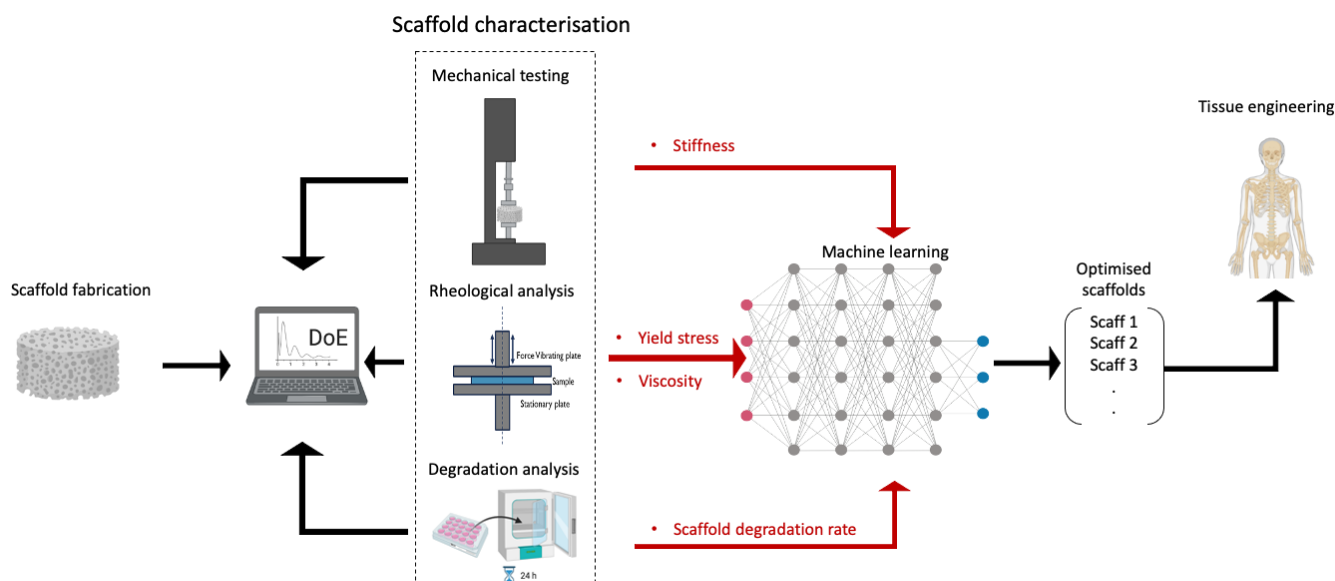 Scaffold characterisation
Mechanical testing
Tissue engineering
• Stiffness
Machine learning
Scaffold fabrication
Rheological analysis
Optimised
scaffolds
DoE
Force Vibrating plate
Sample
Stationary plate
• Yield stress
• Viscosity
Scaff 1
Scaff 2
Scaff 3
.
.
Degradation analysis
• Scaffold degradation rate
24 h